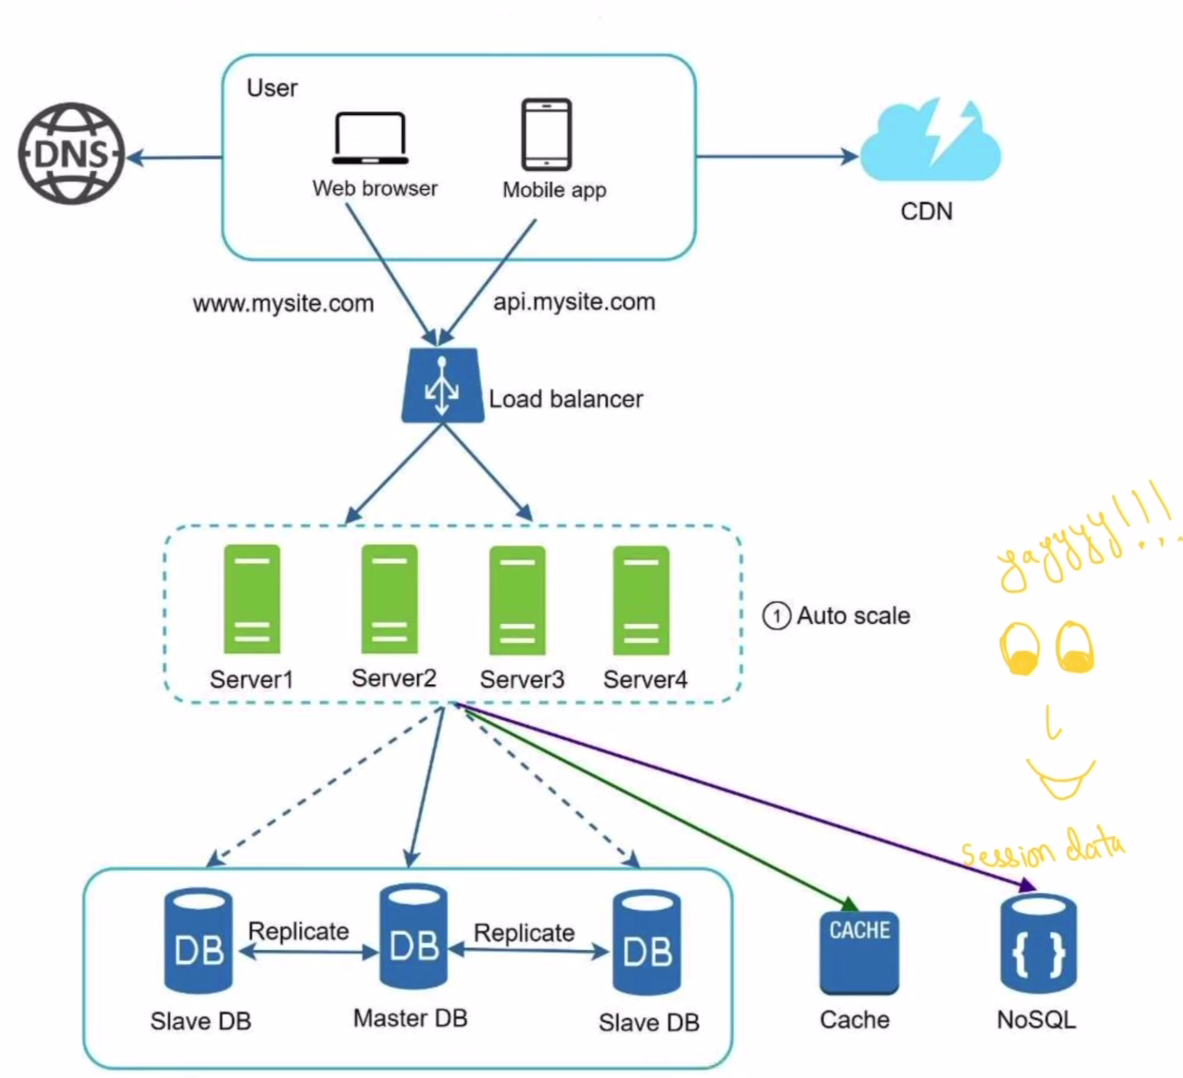 User
DNS
Web browser
Mobile app
CDN
www.mysite.com
api.mysite.com
Load balancer
yayyyy!!!...
Server1
Server2
Server3
Server4
1 Auto scale
Session data
DB
Replicate
DB
Replicate
DB
CACHE
{ }
Slave DB
Master DB
Slave DB
Cache
NoSQL